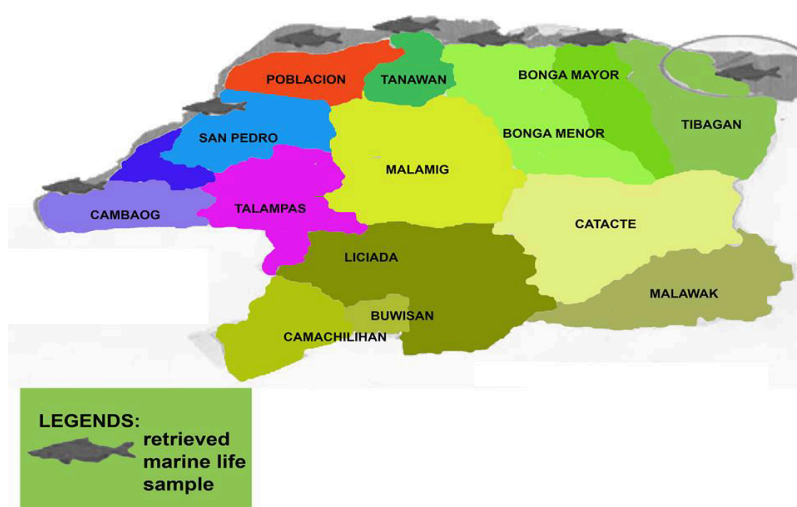 POBLACION
TANAWAN
BONGA MAYOR
SAN PEDRO
BONGA MENOR
TIBAGAN
MALAMIG
CAMBAOG
TALAMPAS
CATACTE
LICIADA
MALAWAK
BUWISAN
CAMACHILIHAN
LEGENDS:
retrieved
marine life
sample